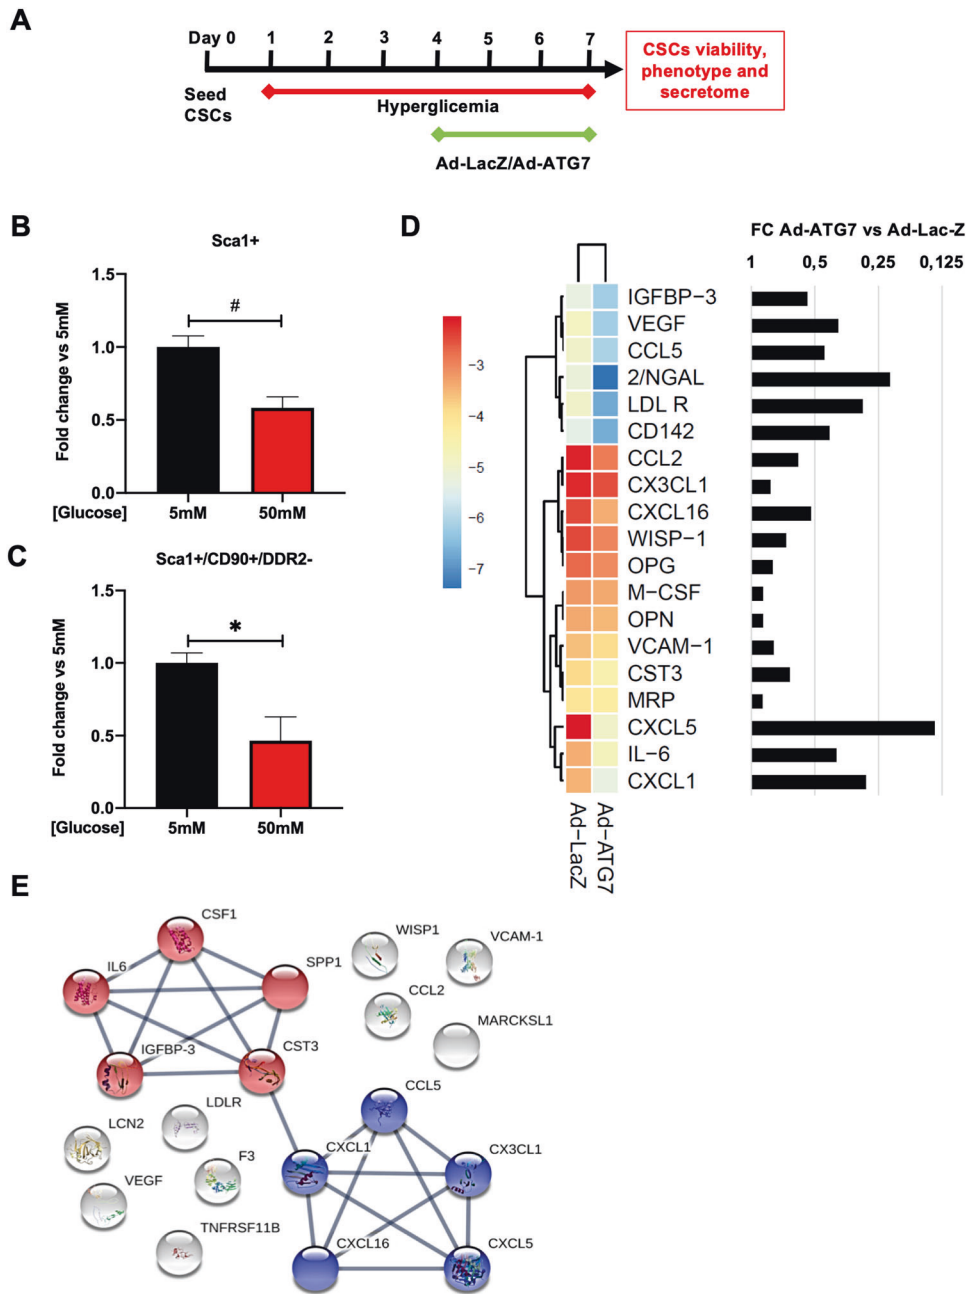 A
Day 0 1 2 3 4 5 6 7
Seed
CSCs
Hyperglicemia
Ad-LacZ/Ad-ATG7
CSCs viability,
phenotype and
secretome
B
Sca1+
Fold change vs 5mM
1.5
1.0
0.5
0.0
#
[Glucose] 5mM 50mM
C
Sca1+/CD90+/DDR2-
Fold change vs 5mM
1.5
1.0
0.5
0.0
*
[Glucose] 5mM 50mM
D
FC Ad-ATG7 vs Ad-Lac-Z
1 0,5 0,25 0,125
-3
-4
-5
-6
-7
IGFBP-3
VEGF
CCL5
2/NGAL
LDL R
CD142
CCL2
CX3CL1
CXCL16
WISP-1
OPG
M-CSF
OPN
VCAM-1
CST3
MRP
CXCL5
IL-6
CXCL1
Ad-LacZ
Ad-ATG7
E
CSF1
IL6
SPP1
IGFBP-3
CST3
WISP1
VCAM-1
CCL2
MARCKSL1
LCN2
LDLR
VEGF
F3
TNFRSF11B
CCL5
CXCL1
CX3CL1
CXCL16
CXCL5